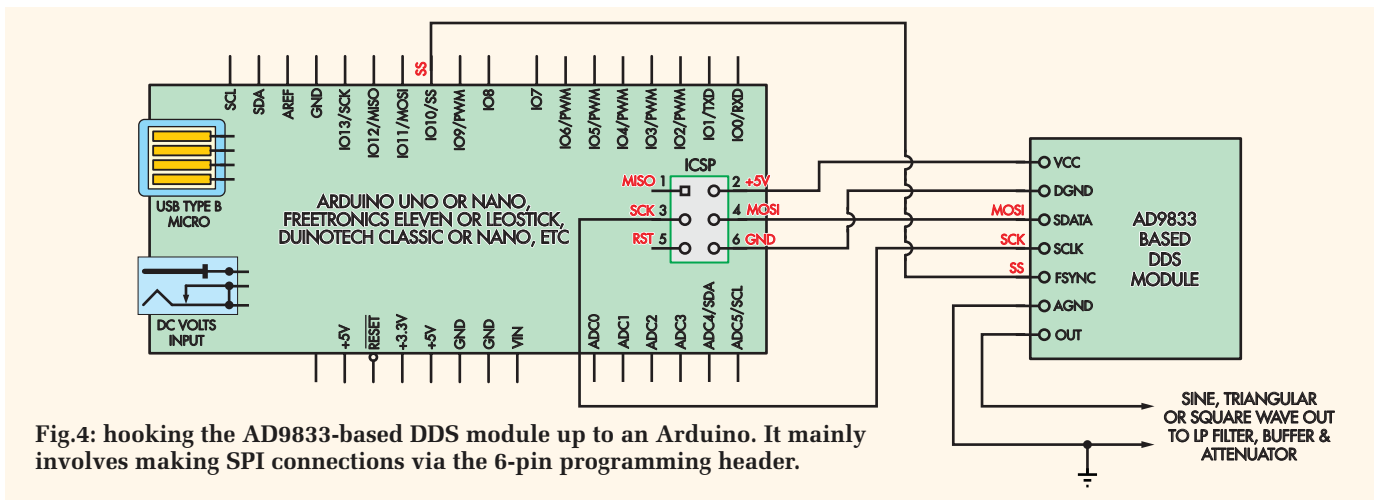 SS
SCL
SDA
AREF
GND
IO13/SCK
IO12/MISO
IO11/MOSI
IO10/SS
IO9/PWM
IO8
IO7
IO6/PWM
IO5/PWM
IO4/PWM
IO3/PWM
IO2/PWM
IO1/TXD
IO0/RXD
USB TYPE B
MICRO
ARDUINO UNO OR NANO,
FREETRONICS ELEVEN OR LEOSTICK,
DUINOTECH CLASSIC OR NANO, ETC
ICSP
MISO 1
2 +5V
SCK 3
4 MOSI
RST 5
6 GND
DC VOLTS
INPUT
+5V
RESET
+3.3V
+5V
GND
GND
VIN
ADC0
ADC1
ADC2
ADC3
ADC4/SDA
ADC5/SCL
VCC
DGND
MOSI SDATA
SCK SCLK
SS FSYNC
AGND
OUT
AD9833
BASED
DDS
MODULE
SINE, TRIANGULAR
OR SQUARE WAVE OUT
TO LP FILTER, BUFFER &
ATTENUATOR
Fig.4: hooking the AD9833-based DDS module up to an Arduino. It mainly
involves making SPI connections via the 6-pin programming header.